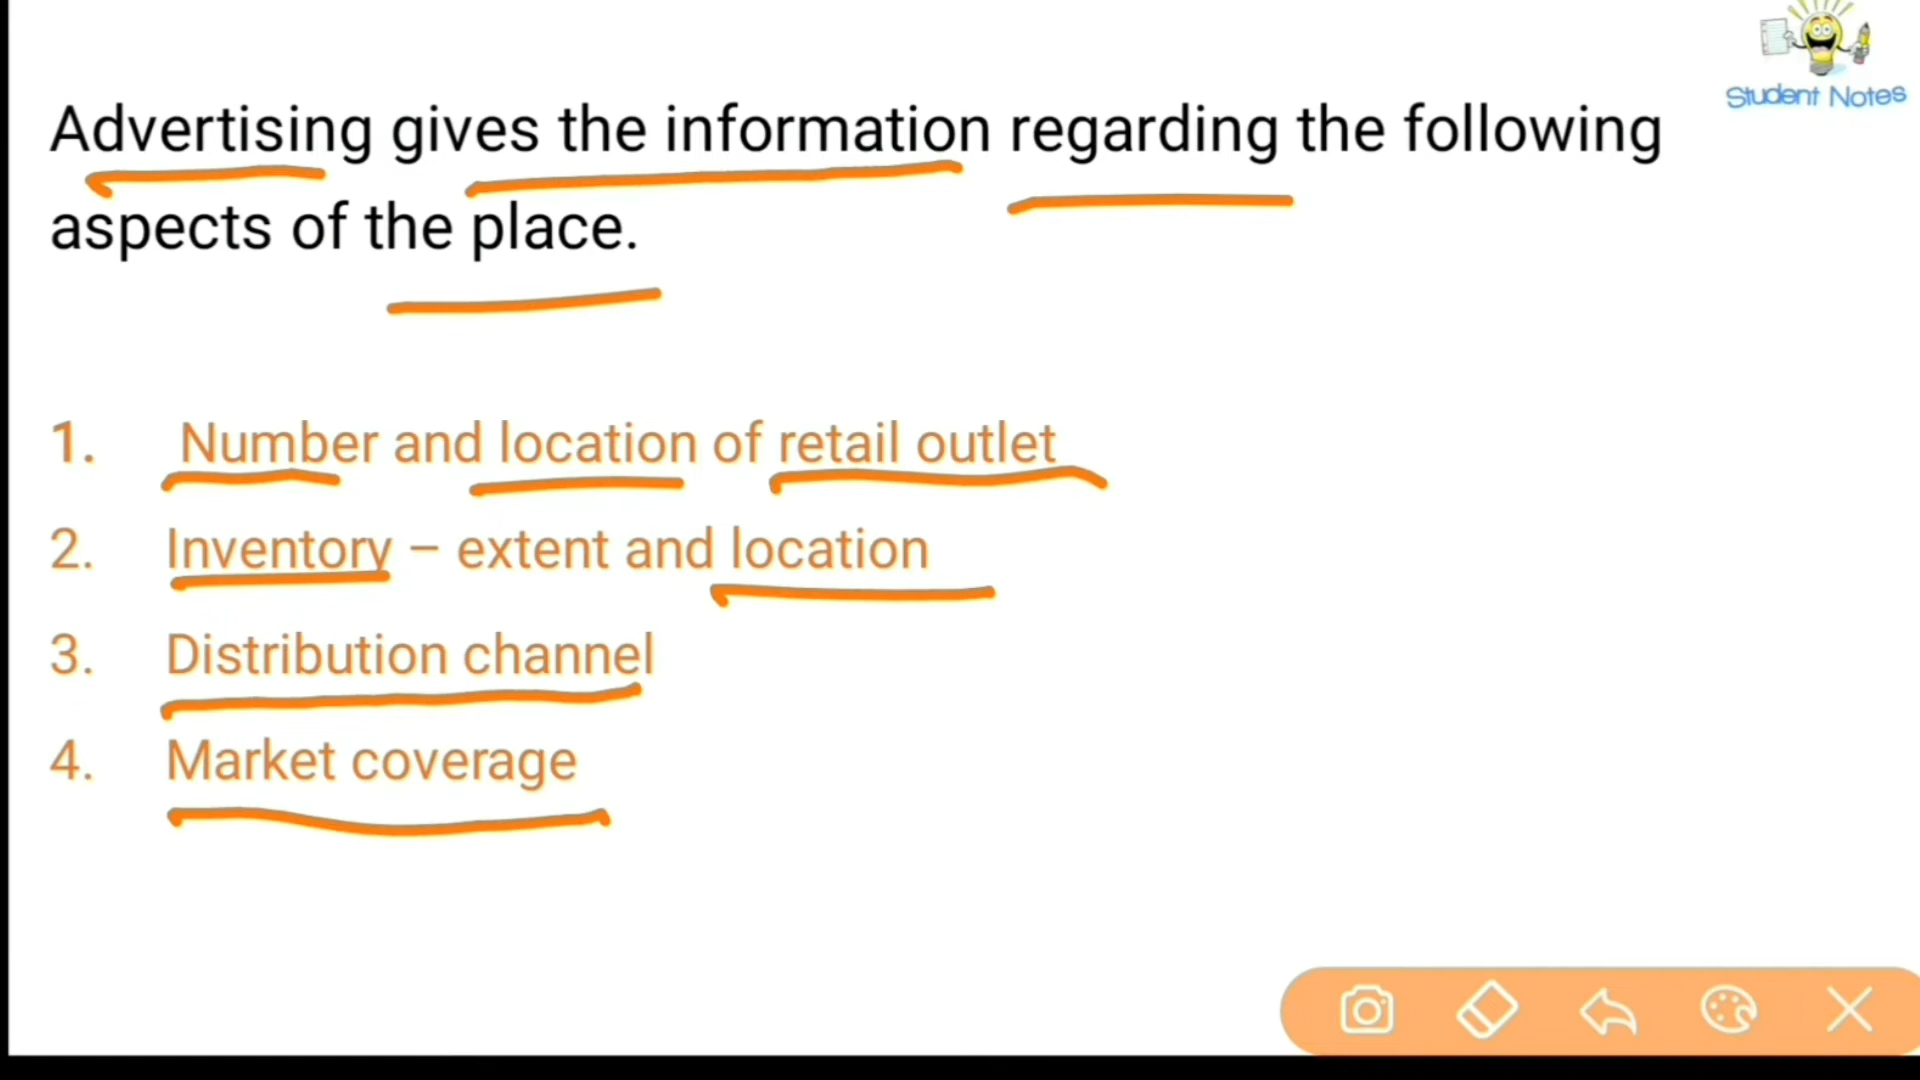 Student Notes
Advertising gives the information regarding the following
aspects of the place.
1. Number and location of retail outlet
2. Inventory – extent and location
3. Distribution channel
4. Market coverage